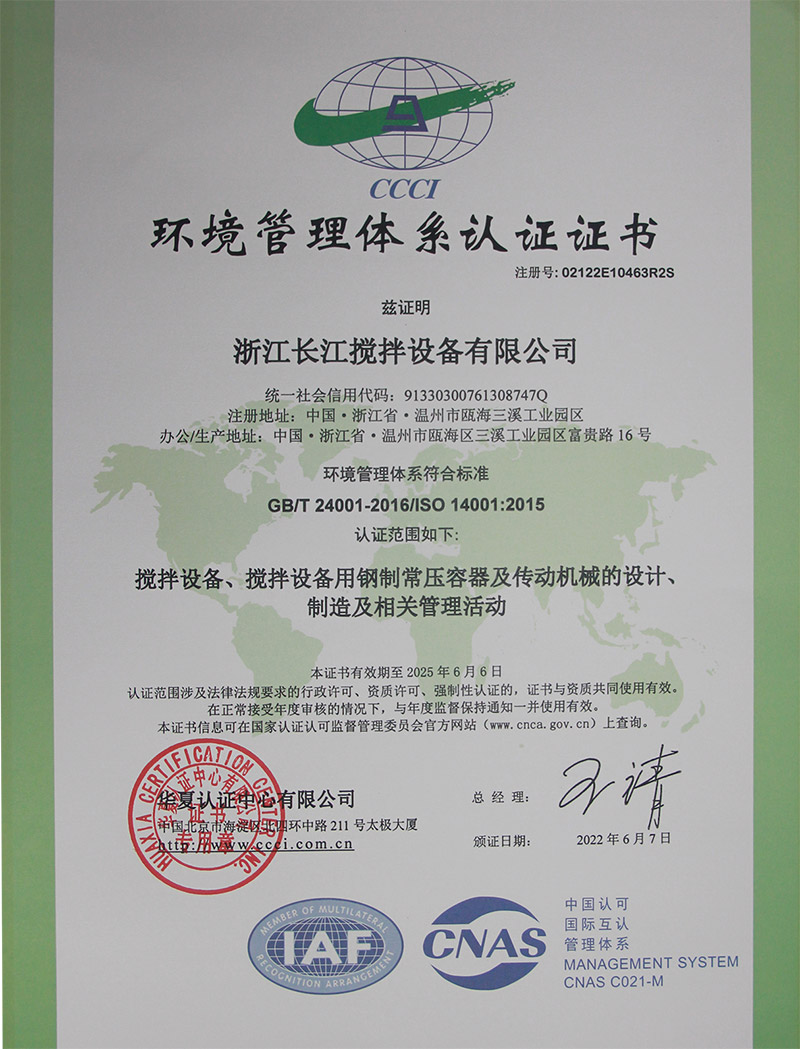 CCCI
环境管理体系认证证书
注册号: 02122E10463R2S
兹证明
浙江长江搅拌设备有限公司
统一社会信用代码：91330300761308747Q
注册地址：中国·浙江省·温州市瓯海三溪工业园区
办公/生产地址：中国·浙江省·温州市瓯海区三溪工业园区富贵路 16 号
环境管理体系符合标准
GB/T 24001-2016/ISO 14001:2015
认证范围如下:
搅拌设备、搅拌设备用钢制常压容器及传动机械的设计、
制造及相关管理活动
本证书有效期至 2025 年 6 月 6 日
认证范围涉及法律法规要求的行政许可、资质许可、强制性认证的，证书与资质共同使用有效。
在正常接受年度审核的情况下，与年度监督保持通知一并使用有效。
本证书信息可在国家认证认可监督管理委员会官方网站（www.cnca.gov.cn）上查询。
HUAXIA CERTIFICATION CENTER INC.
华夏认证中心有限公司
证书
专用章
华夏认证中心有限公司
中国北京市海淀区北四环中路 211 号太极大厦
http://www.ccci.com.cn
总 经 理：
王靖
颁证日期：
2022 年 6 月 7 日
MEMBER OF MULTILATERAL
IAF
RECOGNITION ARRANGEMENT
CNAS
中国认可
国际互认
管理体系
MANAGEMENT SYSTEM
CNAS C021-M